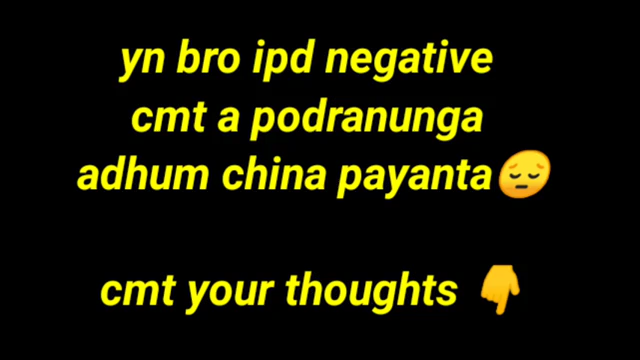 yn bro ipd negative
cmt a podranunga
adhum china payanta😔
cmt your thoughts 👇